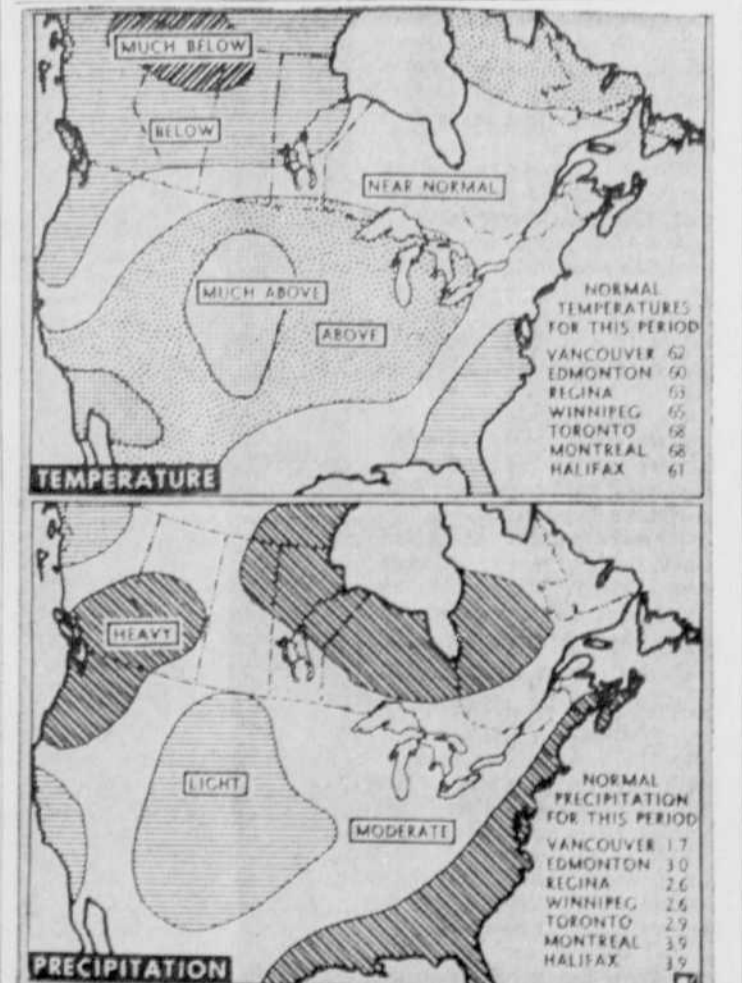 MUCH BELOW
BELOW
NEAR NORMAL
MUCH ABOVE
ABOVE
NORMAL
TEMPERATURES
FOR THIS PERIOD
VANCOUVER 62
EDMONTON 60
REGINA 63
WINNIPEG 65
TORONTO 68
MONTREAL 68
HALIFAX 61
TEMPERATURE
HEAVY
LIGHT
MODERATE
NORMAL
PRECIPITATION
FOR THIS PERIOD
VANCOUVER 1.7
EDMONTON 3.0
REGINA 2.6
WINNIPEG 2.6
TORONTO 2.9
MONTREAL 3.9
HALIFAX 3.9
PRECIPITATION